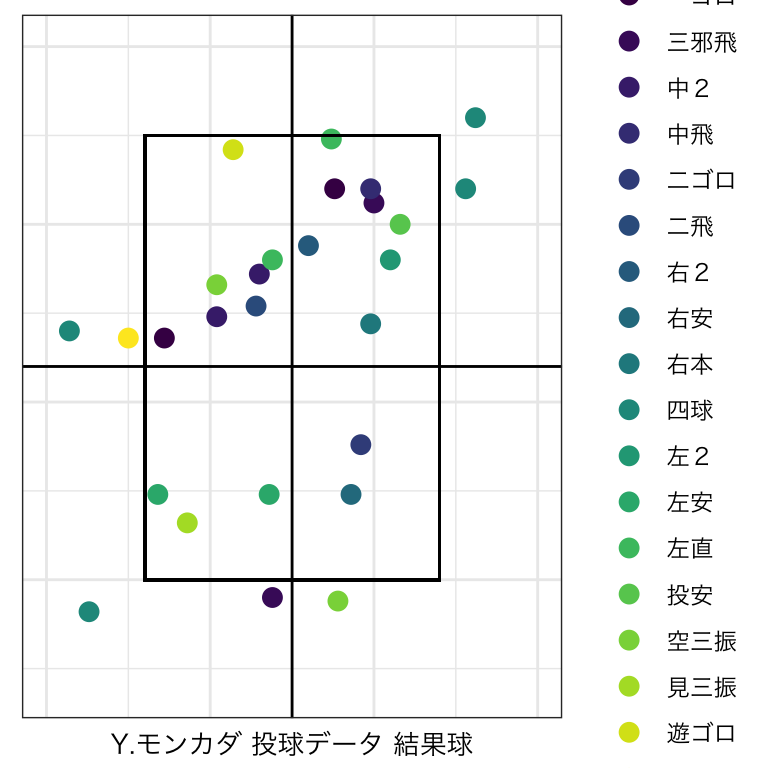 三邪飛
中２
中飛
二ゴロ
二飛
右２
右安
右本
四球
左２
左安
左直
投安
空三振
見三振
遊ゴロ
Y.モンカダ 投球データ 結果球